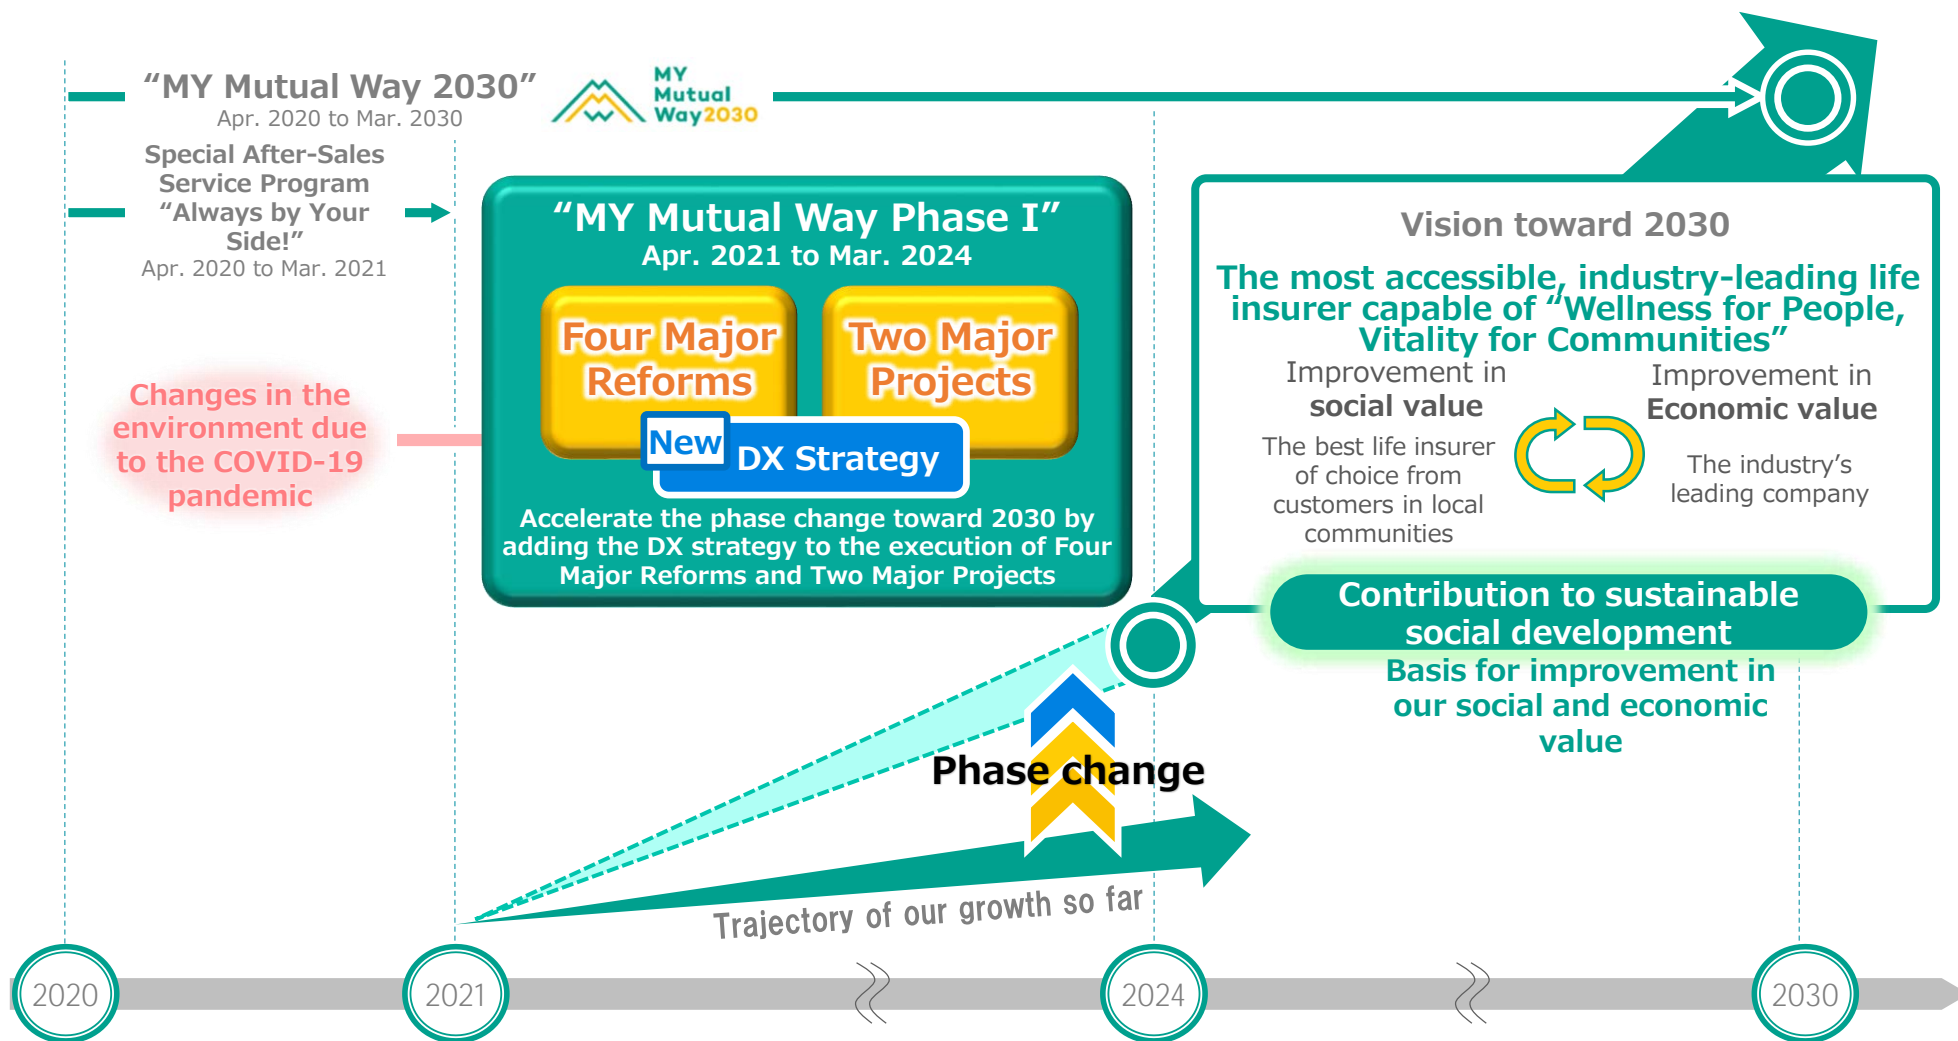 “MY Mutual Way 2030”
Apr. 2020 to Mar. 2030
MY
Mutual
Way2030
Special After-Sales
Service Program
“Always by Your
Side!”
Apr. 2020 to Mar. 2021
Changes in the
environment due
to the COVID-19
pandemic
“MY Mutual Way Phase I”
Apr. 2021 to Mar. 2024
Four Major
Reforms
Two Major
Projects
New
DX Strategy
Accelerate the phase change toward 2030 by
adding the DX strategy to the execution of Four
Major Reforms and Two Major Projects
Vision toward 2030
The most accessible, industry-leading life
insurer capable of “Wellness for People,
Vitality for Communities”
Improvement in
social value
The best life insurer
of choice from
customers in local
communities
Improvement in
Economic value
The industry’s
leading company
Contribution to sustainable
social development
Basis for improvement in
our social and economic
value
Phase change
Trajectory of our growth so far
2020
2021
2024
2030